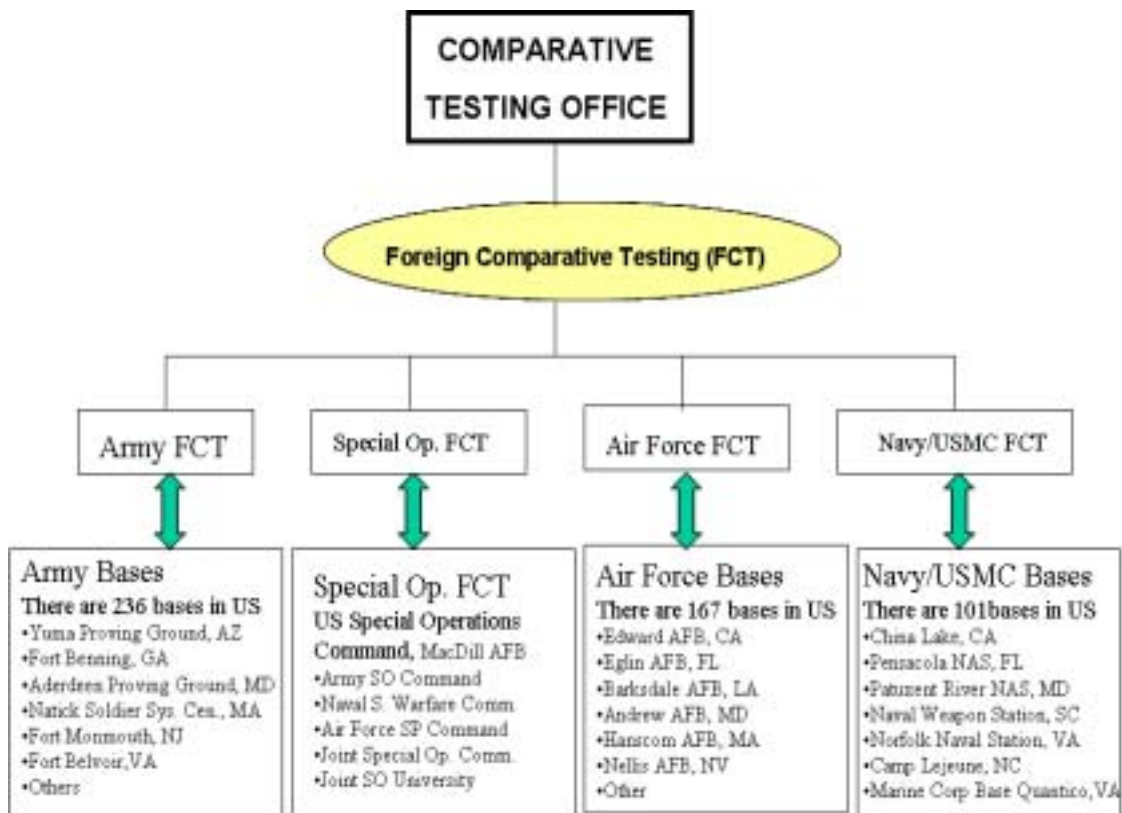 COMPARATIVE
TESTING OFFICE
Foreign Comparative Testing (FCT)
Army FCT
Special Op. FCT
Air Force FCT
Navy/USMC FCT
Army Bases
There are 236 bases in US
•Yuma Proving Ground, AZ
•Fort Benning, GA
•Aderdeen Proving Ground, MD
•Natick Soldier Sys. Cen., MA
•Fort Monmouth, NJ
•Fort Belvoir,VA
•Others
Special Op. FCT
US Special Operations
Command, MacDill AFB
•Army SO Command
•Naval S. Warfare Comm.
•Air Force SP Command
•Joint Special Op. Comm.
•Joint SO University
Air Force Bases
There are 167 bases in US
•Edward AFB, CA
•Eglin AFB, FL
•Barksdale AFB, LA
•Andrew AFB, MD
•Hanscom AFB, MA
•Nellis AFB, NV
•Other
Navy/USMC Bases
There are 101bases in US
•China Lake, CA
•Pensacola NAS, FL
•Patuxent River NAS, MD
•Naval Weapon Station, SC
•Norfolk Naval Station, VA
•Camp Lejeune, NC
•Marine Corp Base Quantico,VA